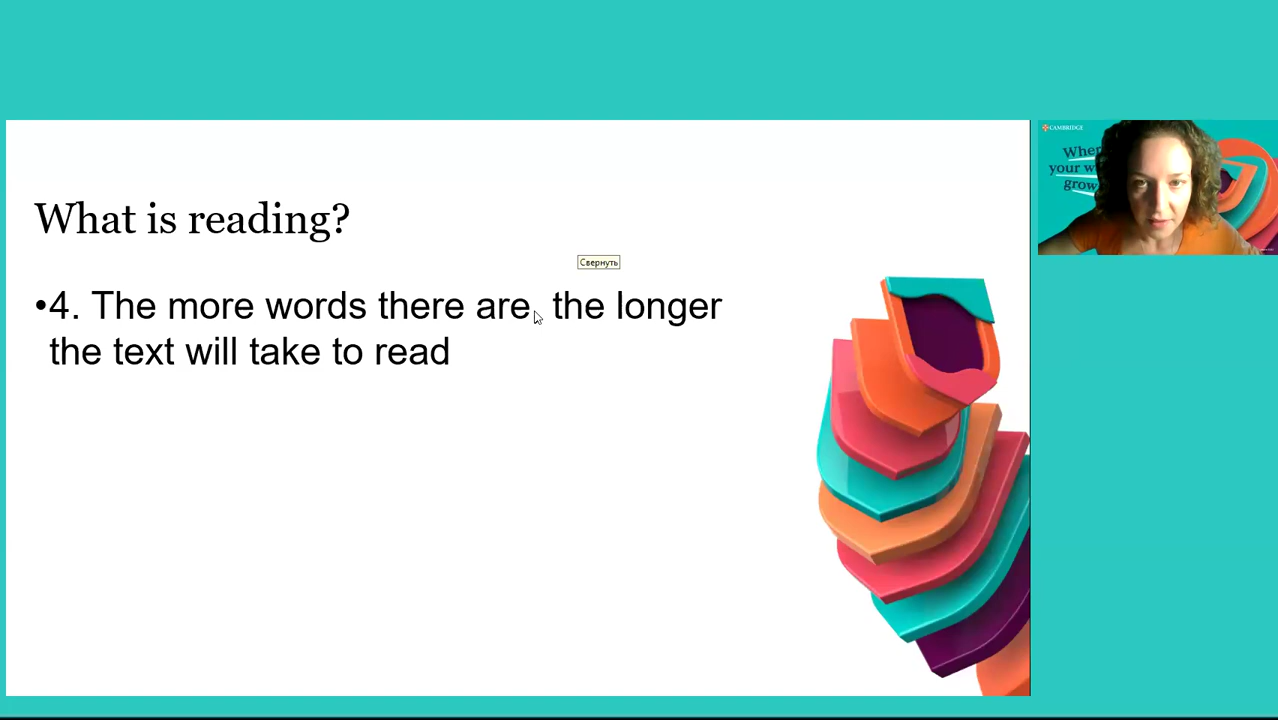 What is reading?
Свернуть
•4. The more words there are, the longer
the text will take to read
CAMBRIDGE
When
your w
grow